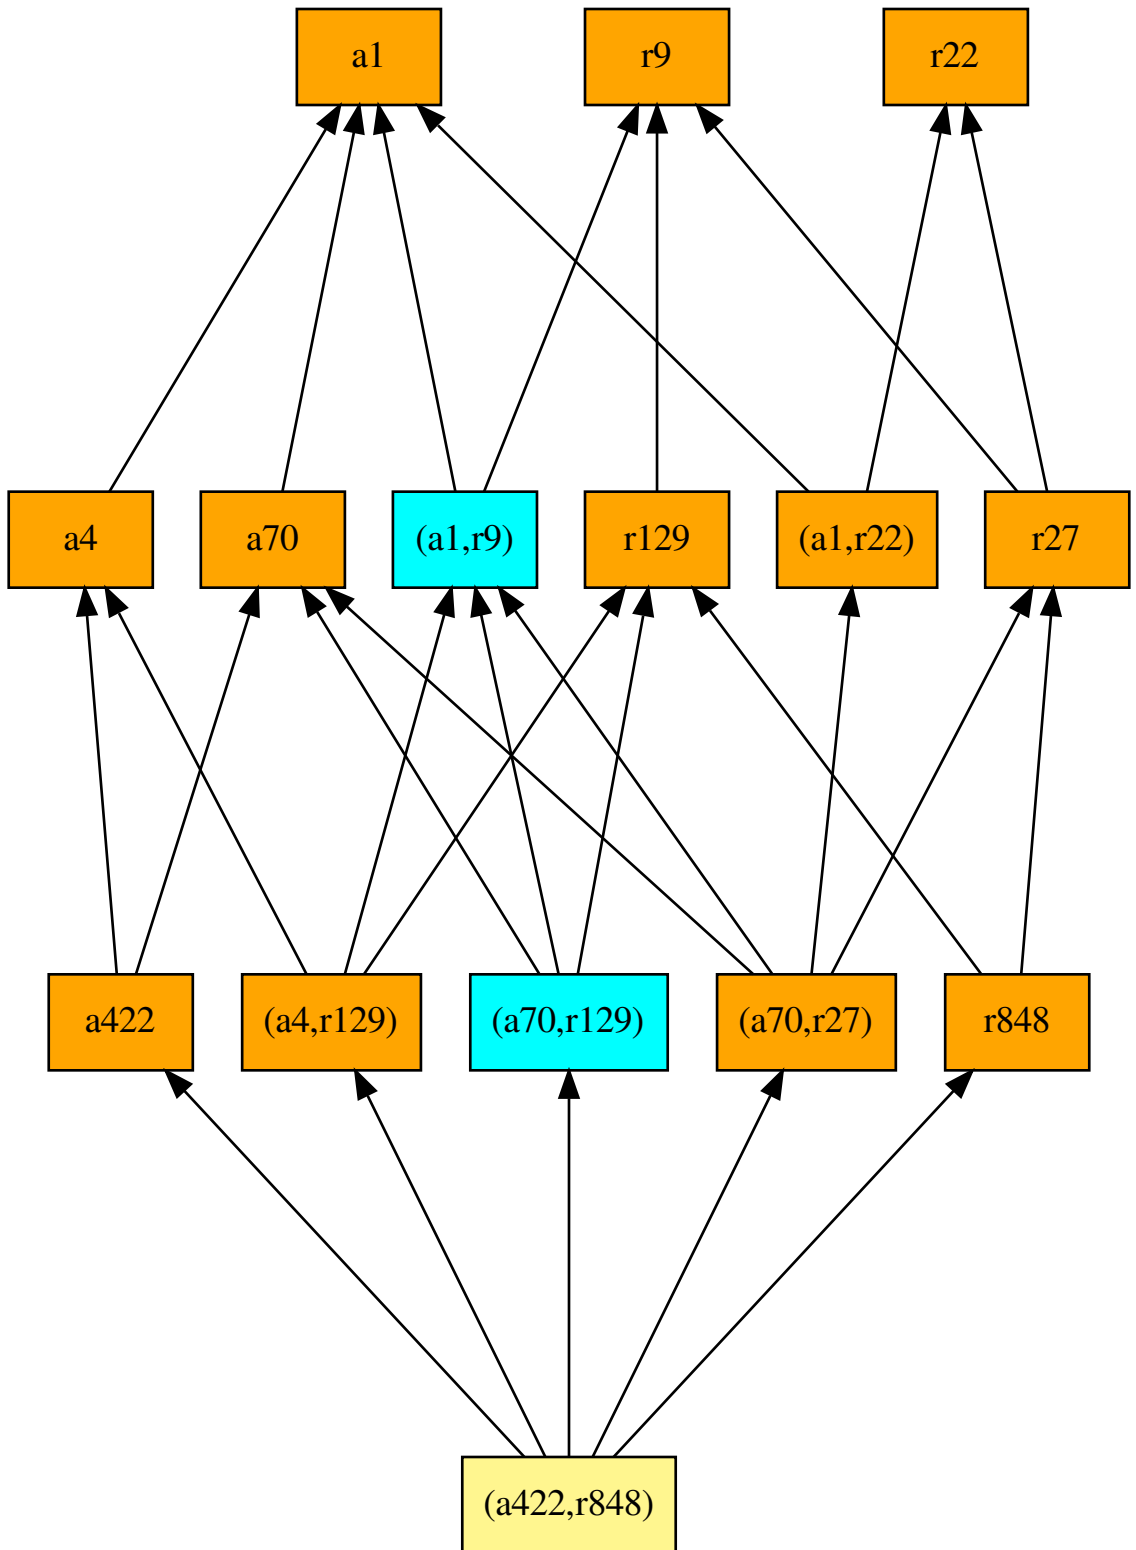 a1
r9
r22
a4
a70
(a1,r9)
r129
(a1,r22)
r27
a422
(a4,r129)
(a70,r129)
(a70,r27)
r848
(a422,r848)